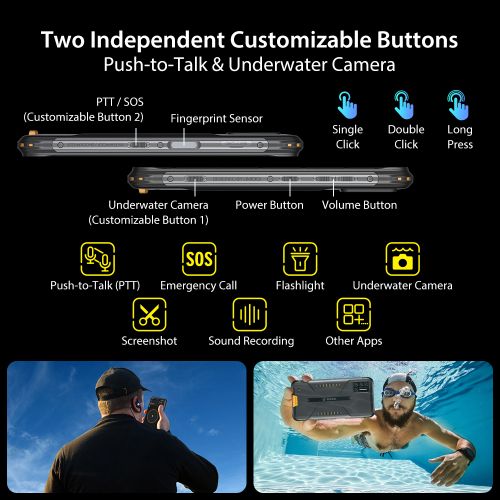 Two Independent Customizable Buttons
Push-to-Talk & Underwater Camera
PTT / SOS
(Customizable Button 2)
Fingerprint Sensor
Single
Click
Double
Click
Long
Press
Underwater Camera
(Customizable Button 1)
Power Button
Volume Button
SOS
Push-to-Talk (PTT)
Emergency Call
Flashlight
Underwater Camera
Screenshot
Sound Recording
Other Apps